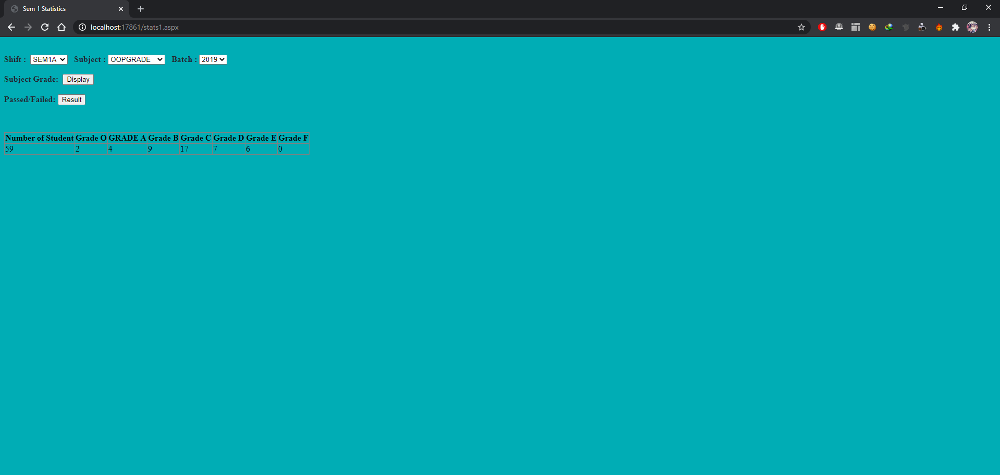 Sem 1 Statistics
localhost:17861/stats1.aspx
Shift : SEM1A Subject : OOPGRADE Batch : 2019
Subject Grade: Display
Passed/Failed: Result
Number of Student Grade O GRADE A Grade B Grade C Grade D Grade E Grade F
59 2 4 9 17 7 6 0